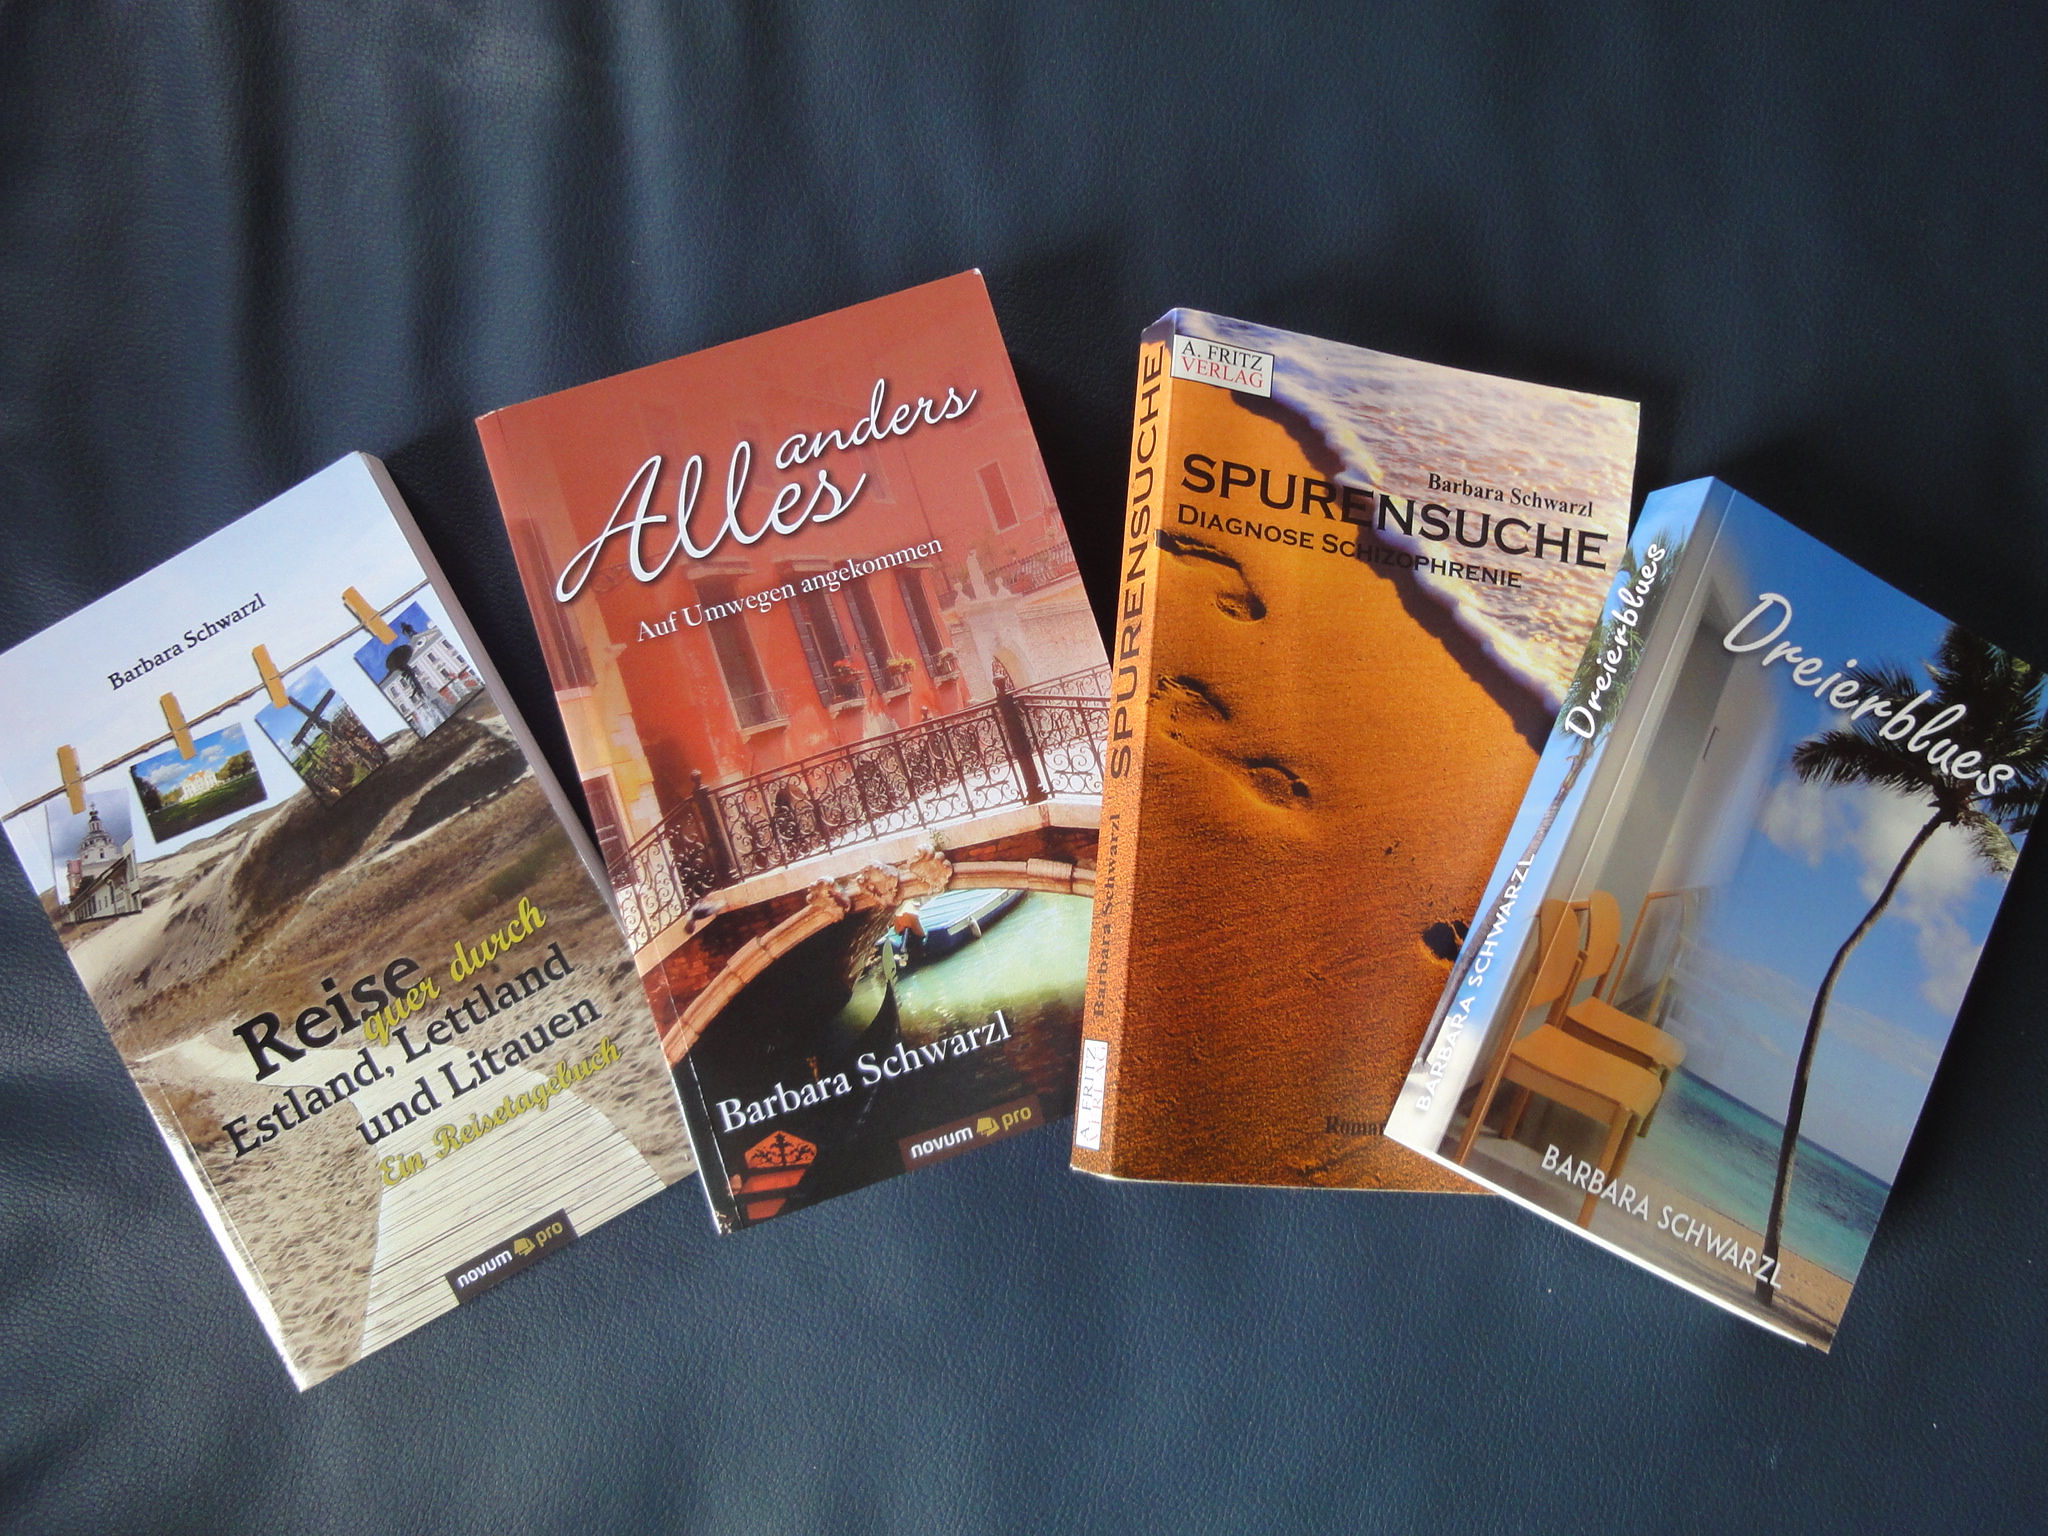 Barbara Schwarzl
Reise
quer durch
Estland, Lettland
und Litauen
Ein Reisetagebuch
novum pro
anders
Alles
Auf Umwegen angekommen
Barbara Schwarzl
novum pro
SPURENSUCHE
Barbara Schwarzl
A. FRITZ
VERLAG
A. FRITZ
VERLAG
Barbara Schwarzl
SPURENSUCHE
DIAGNOSE SCHIZOPHRENIE
Roman
Dreierblues
BARBARA SCHWARZL
Dreierblues
BARBARA SCHWARZL